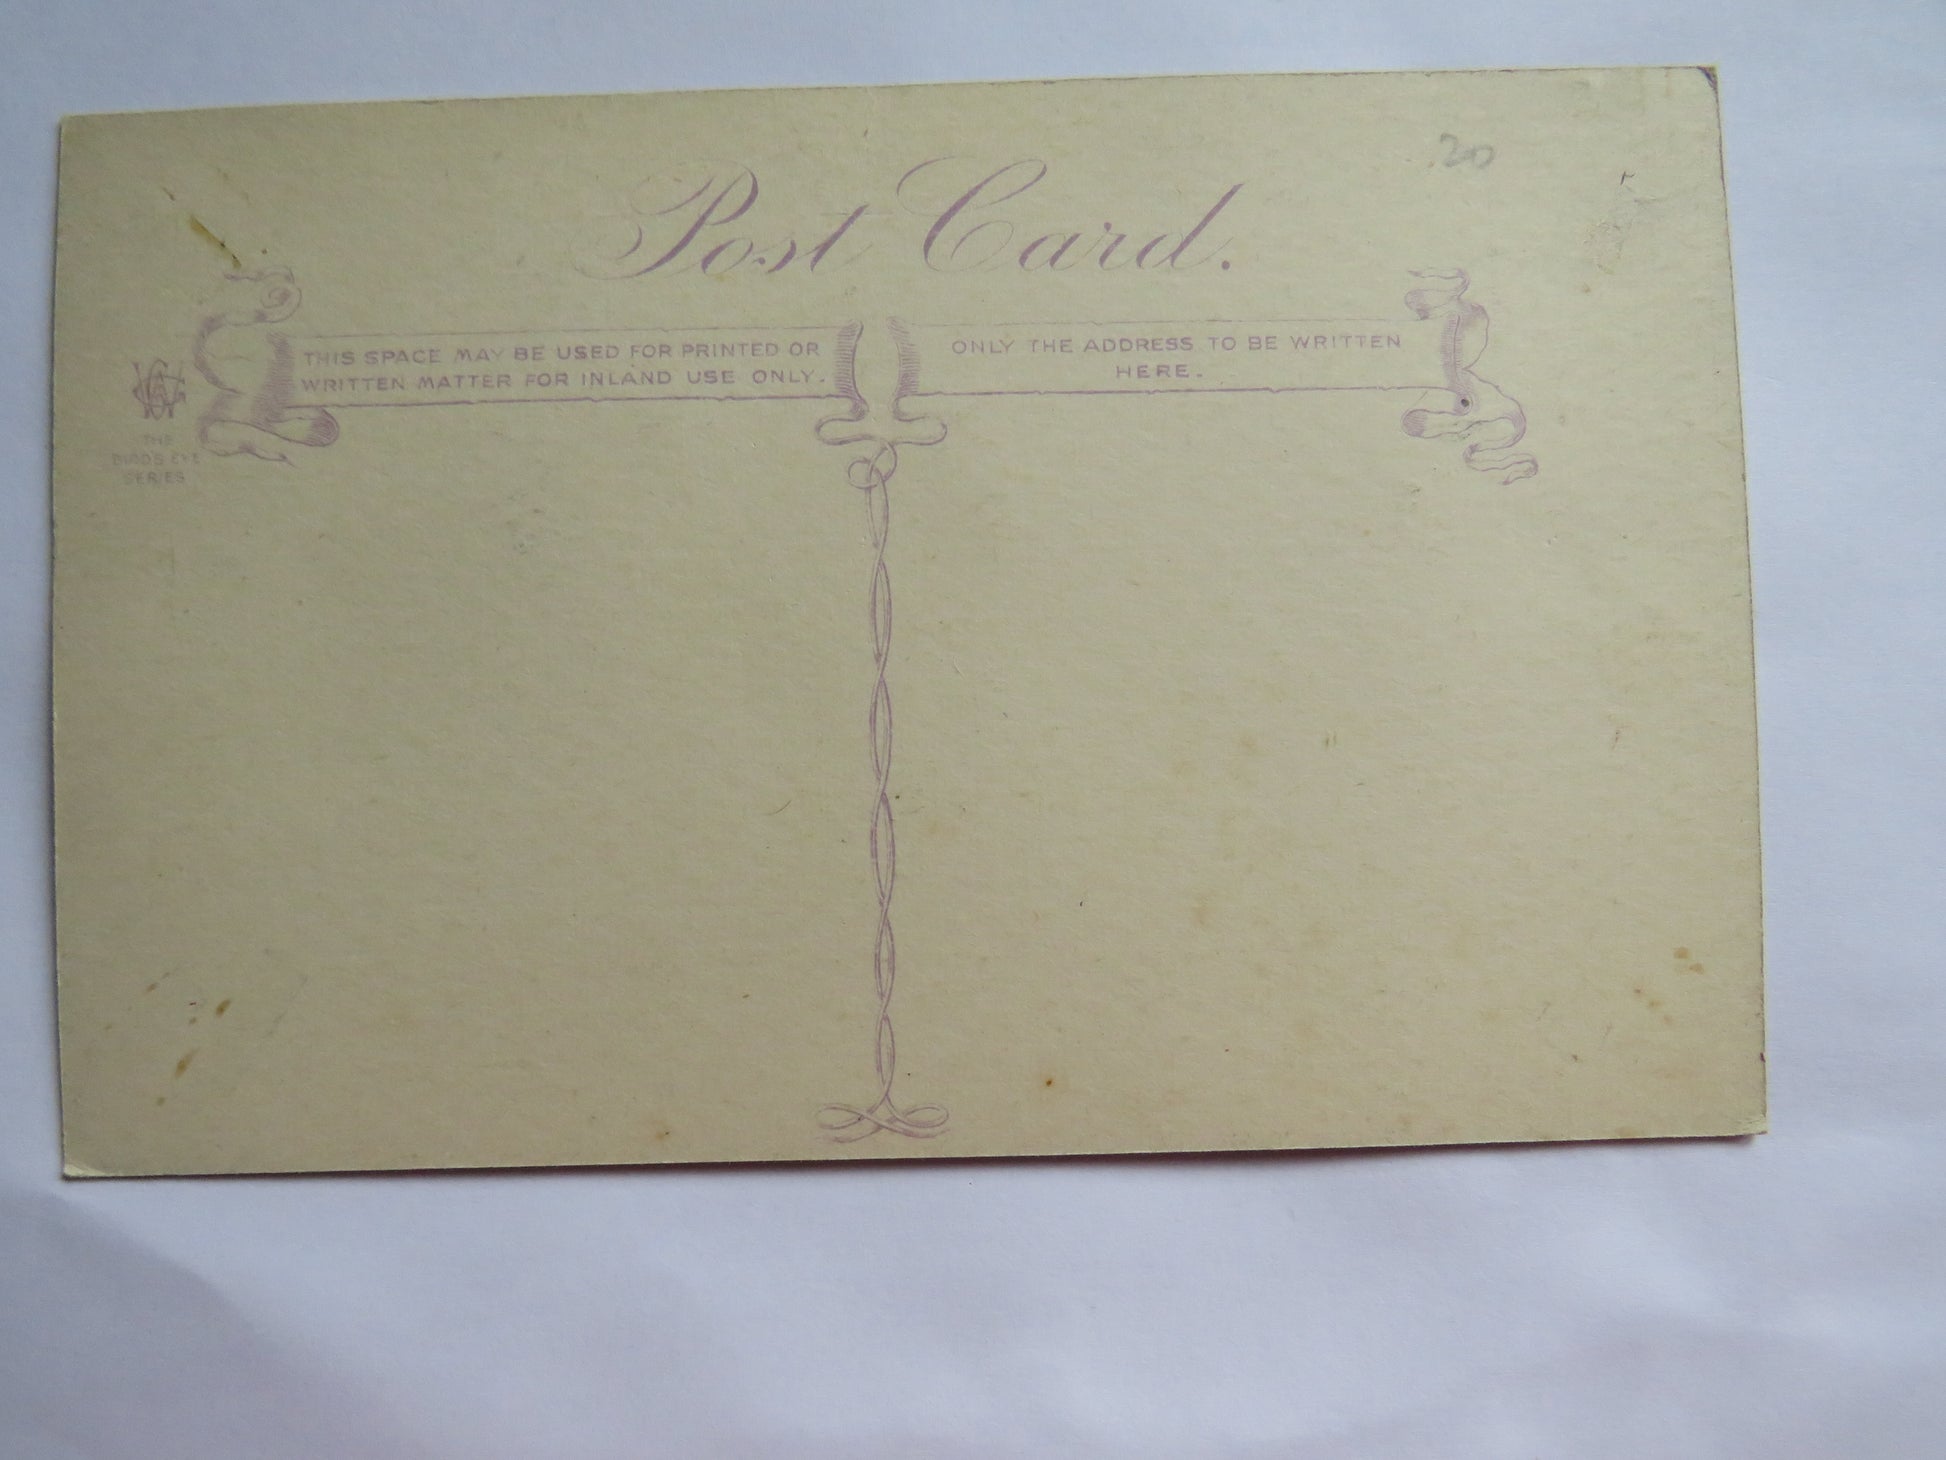 Post Card.
20
THIS SPACE MAY BE USED FOR PRINTED OR
WRITTEN MATTER FOR INLAND USE ONLY.
ONLY THE ADDRESS TO BE WRITTEN
HERE.
THE
BIRD'S EYE
SERIES